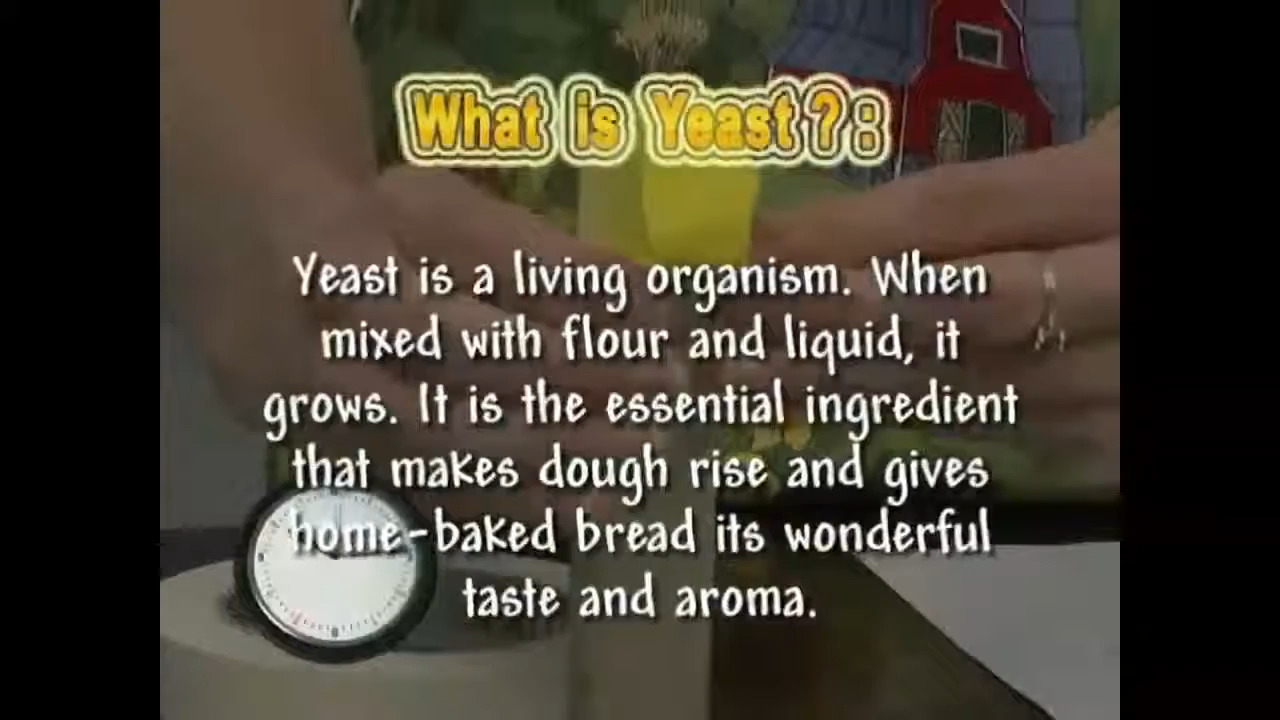 What is Yeast?:
Yeast is a living organism. When
mixed with flour and liquid, it
grows. It is the essential ingredient
that makes dough rise and gives
home-baked bread its wonderful
taste and aroma.